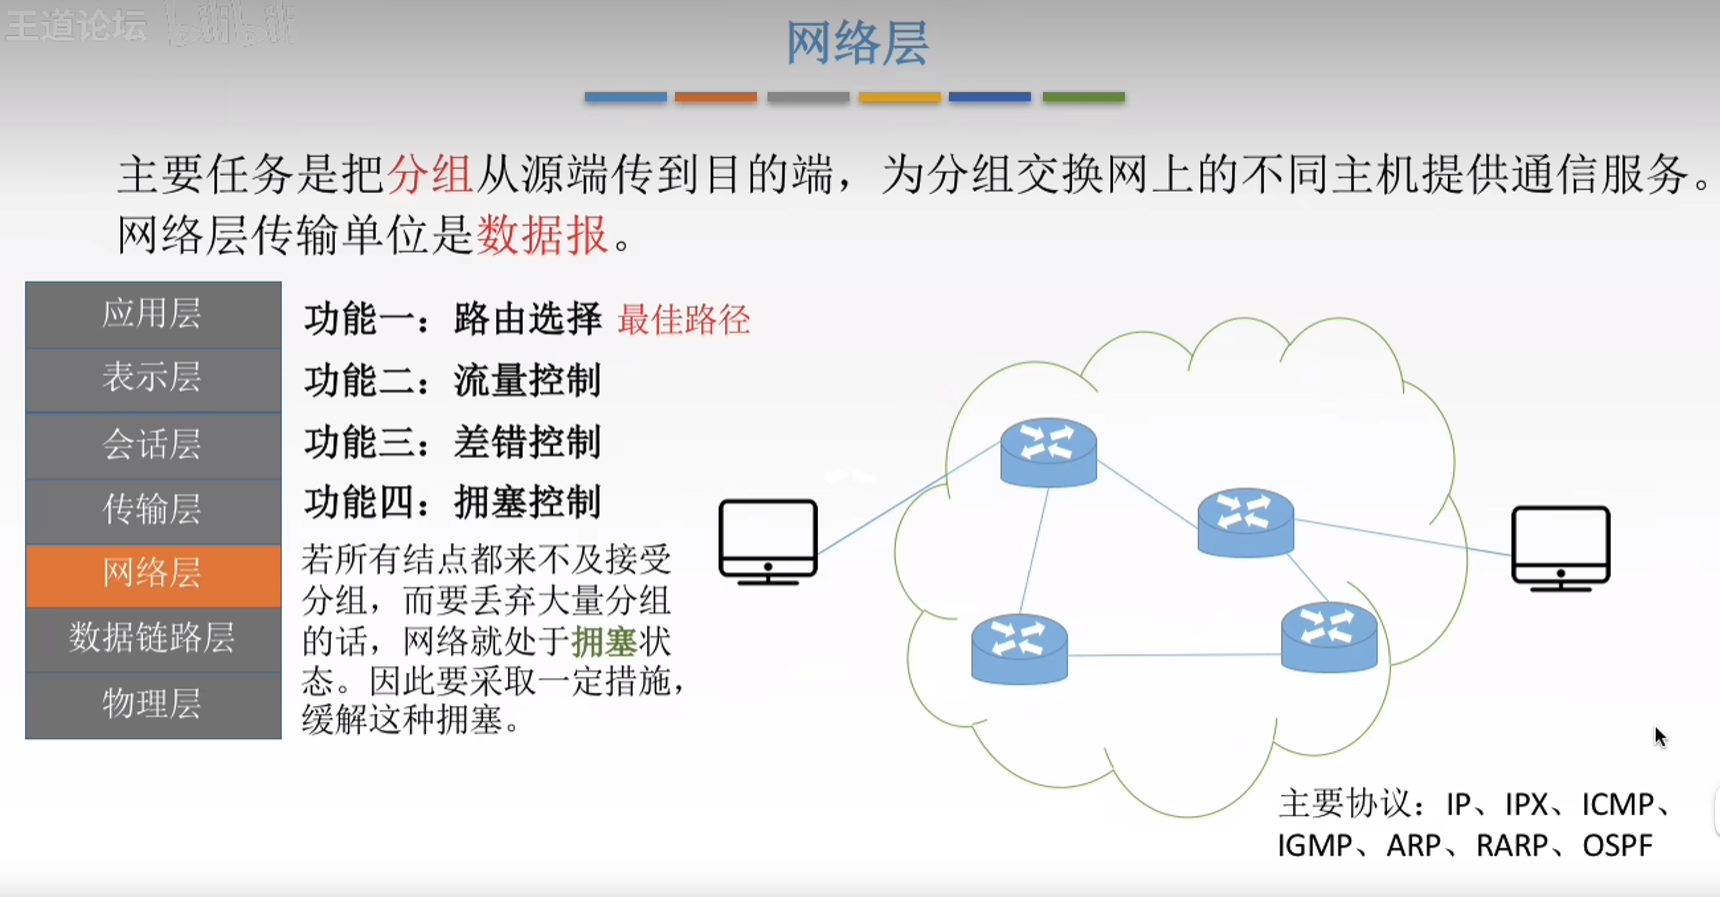 王道论坛 bilibili
网络层
主要任务是把分组从源端传到目的端，为分组交换网上的不同主机提供通信服务。
网络层传输单位是数据报。
应用层
表示层
会话层
传输层
网络层
数据链路层
物理层
功能一：路由选择 最佳路径
功能二：流量控制
功能三：差错控制
功能四：拥塞控制
若所有结点都来不及接受
分组，而要丢弃大量分组
的话，网络就处于拥塞状
态。因此要采取一定措施，
缓解这种拥塞。
主要协议：IP、IPX、ICMP、
IGMP、ARP、RARP、OSPF